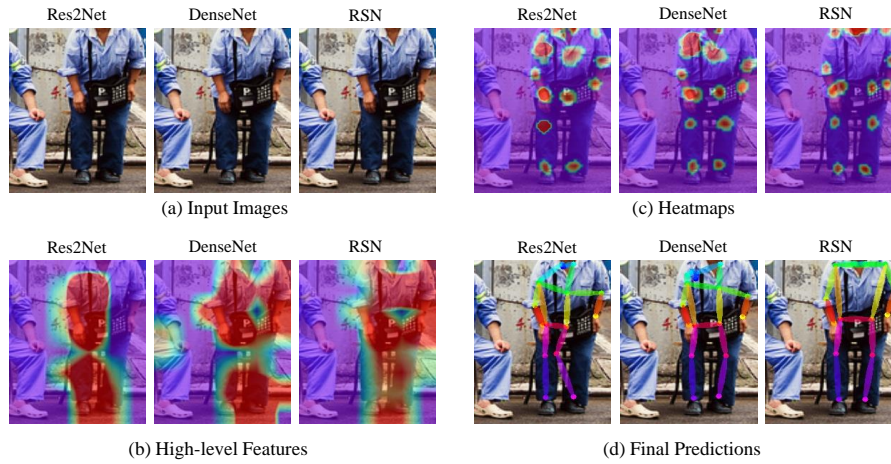 Res2Net DenseNet RSN
(a) Input Images
Res2Net DenseNet RSN
(c) Heatmaps
Res2Net DenseNet RSN
(b) High-level Features
Res2Net DenseNet RSN
(d) Final Predictions